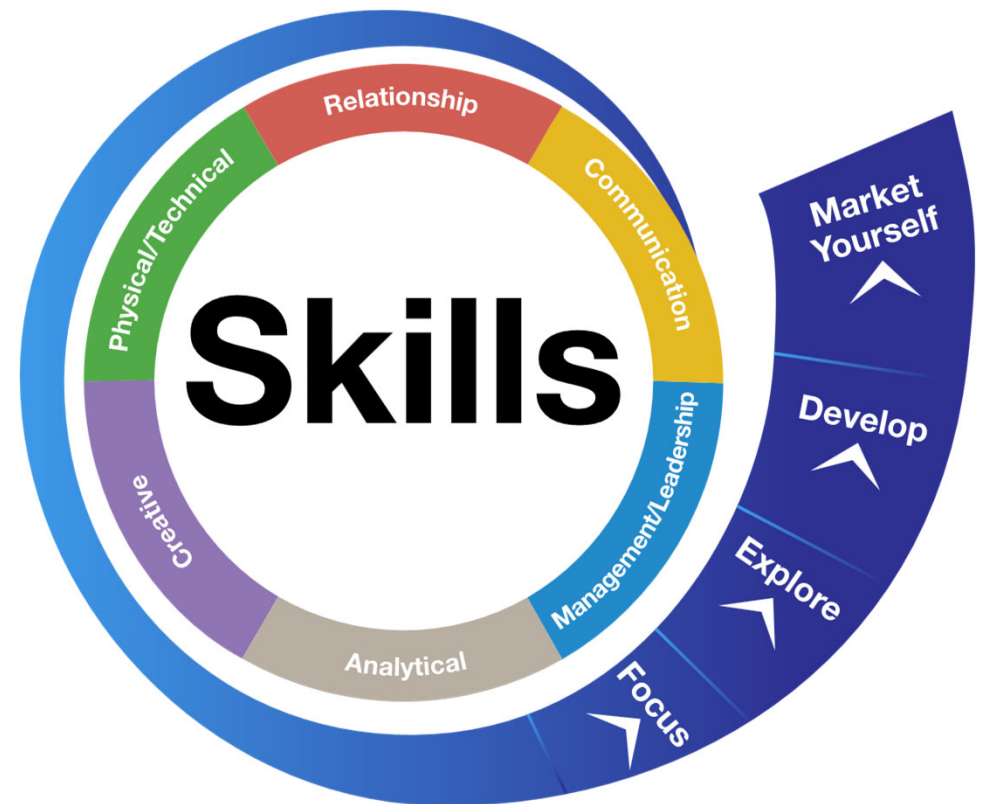 Skills
Relationship
Communication
Management/Leadership
Analytical
Creative
Physical/Technical
Focus
Explore
Develop
Market
Yourself